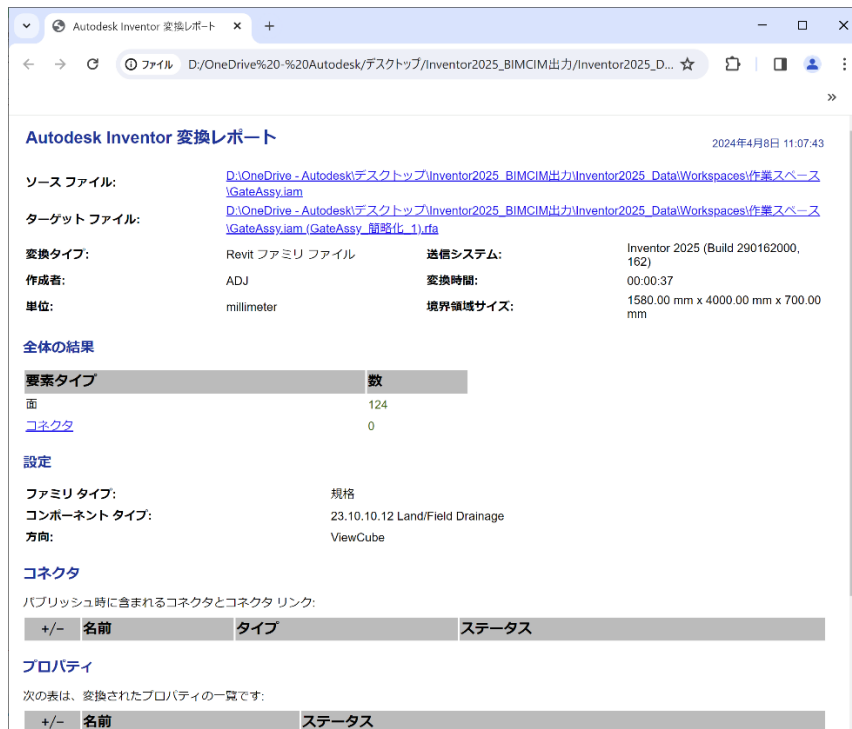 Autodesk Inventor 変換レポート
ファイル D:/OneDrive%20-%20Autodesk/デスクトップ/Inventor2025_BIMCIM出力/Inventor2025_D...
Autodesk Inventor 変換レポート
2024年4月8日 11:07:43
ソース ファイル:
D:\OneDrive - Autodesk\デスクトップ\Inventor2025_BIMCIM出力\Inventor2025_Data\Workspaces\作業スペース
\GateAssy.iam
ターゲット ファイル:
D:\OneDrive - Autodesk\デスクトップ\Inventor2025_BIMCIM出力\Inventor2025_Data\Workspaces\作業スペース
\GateAssy.iam (GateAssy_簡略化_1).rfa
変換タイプ: Revit ファミリ ファイル 送信システム: Inventor 2025 (Build 290162000,
162)
作成者: ADJ 変換時間: 00:00:37
単位: millimeter 境界領域サイズ: 1580.00 mm x 4000.00 mm x 700.00
mm
全体の結果
要素タイプ 数
面 124
コネクタ 0
設定
ファミリ タイプ: 規格
コンポーネント タイプ: 23.10.10.12 Land/Field Drainage
方向: ViewCube
コネクタ
パブリッシュ時に含まれるコネクタとコネクタ リンク:
+/− 名前 タイプ ステータス
プロパティ
次の表は、変換されたプロパティの一覧です:
+/− 名前 ステータス